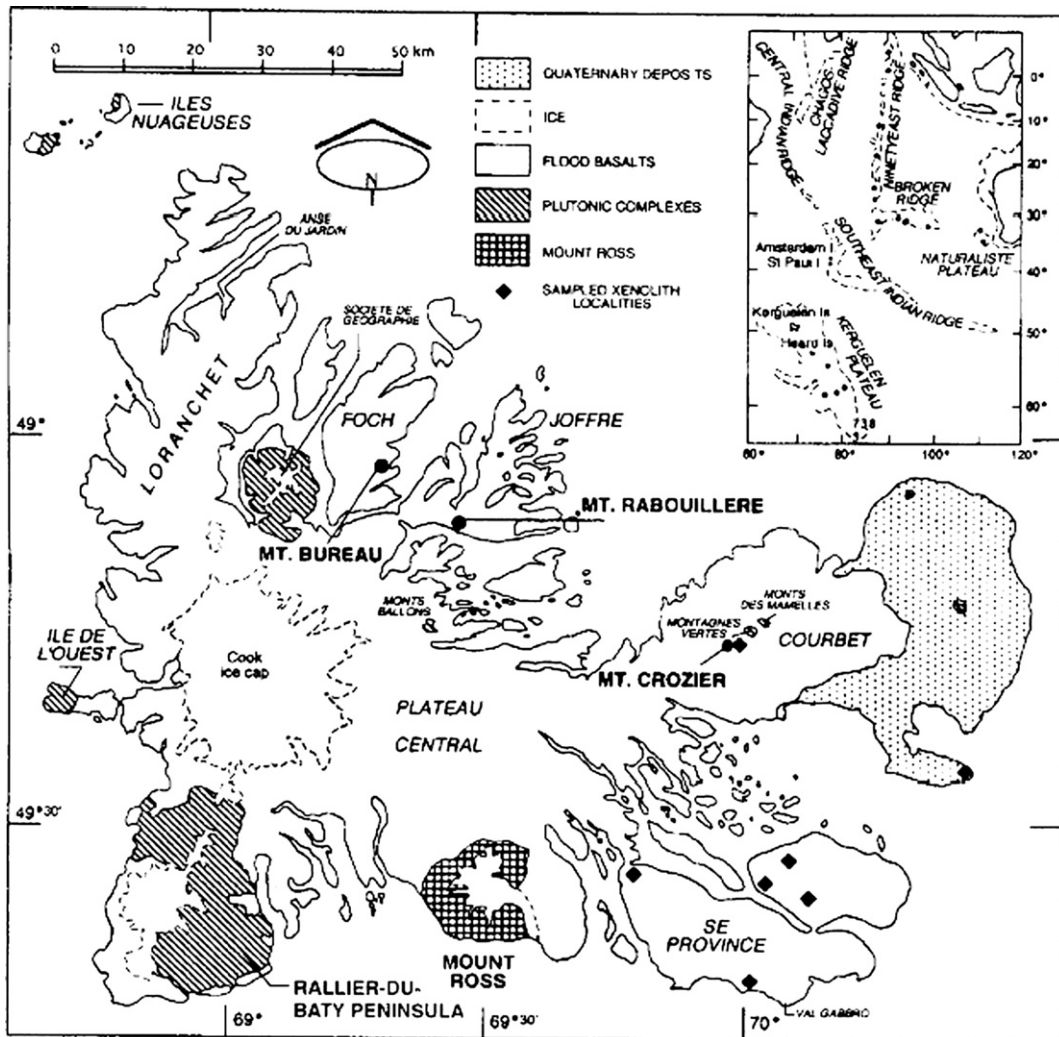 0 10 20 30 40 50 km
ILES
NUAGEUSES
N
QUATERNARY DEPOSITS
ICE
FLOOD BASALTS
PLUTONIC COMPLEXES
MOUNT ROSS
SAMPLED XENOLITH
LOCALITIES
CENTRAL INDIAN RIDGE
CHAGOS-
LACCADIVE RIDGE
NINETYEAST RIDGE
BROKEN
RIDGE
SOUTHEAST INDIAN RIDGE
NATURALISTE
PLATEAU
Amsterdam I
St Paul I
Kerguelen Is
Heard Is
KERGUELEN
PLATEAU
738
0°
10°
20°
30°
40°
50°
60°
60° 80° 100° 120°
ANSE
DU JARDIN
SOCIETE DE
GEOGRAPHIE
LORANCHET
FOCH
JOFFRE
49°
MT. RABOUILLERE
MT. BUREAU
MONTS
BALLONS
MONTS
DES MAMELLES
MONTAGNES
VERTES
COURBET
MT. CROZIER
ILE DE
L'OUEST
Cook
ice cap
PLATEAU
CENTRAL
49°30'
SE
PROVINCE
MOUNT
ROSS
RALLIER-DU-
BATY PENINSULA
VAL GABBRO
69° 69°30' 70°